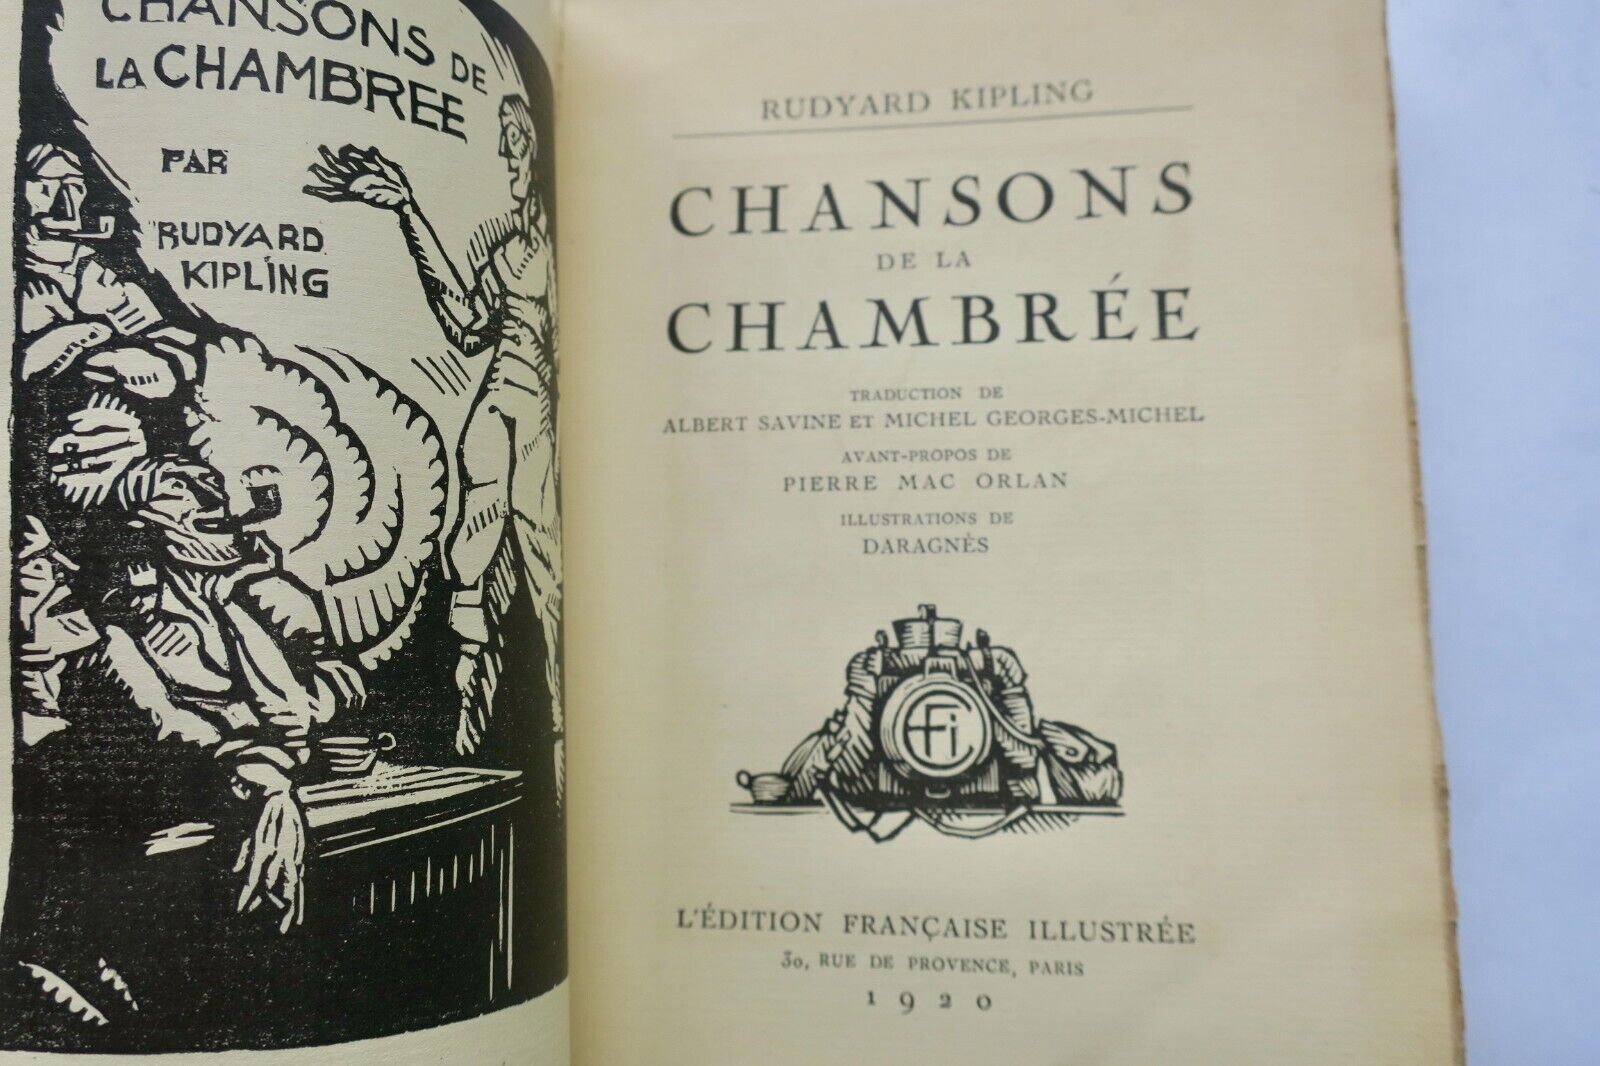 CHANSONS DE
LA CHAMBREE
PAR
RUDYARD
KIPLING
RUDYARD KIPLING
CHANSONS
DE LA
CHAMBRÉE
TRADUCTION DE
ALBERT SAVINE ET MICHEL GEORGES-MICHEL
AVANT-PROPOS DE
PIERRE MAC ORLAN
ILLUSTRATIONS DE
DARAGNÈS
EFi
L'ÉDITION FRANÇAISE ILLUSTRÉE
30, RUE DE PROVENCE, PARIS
1920